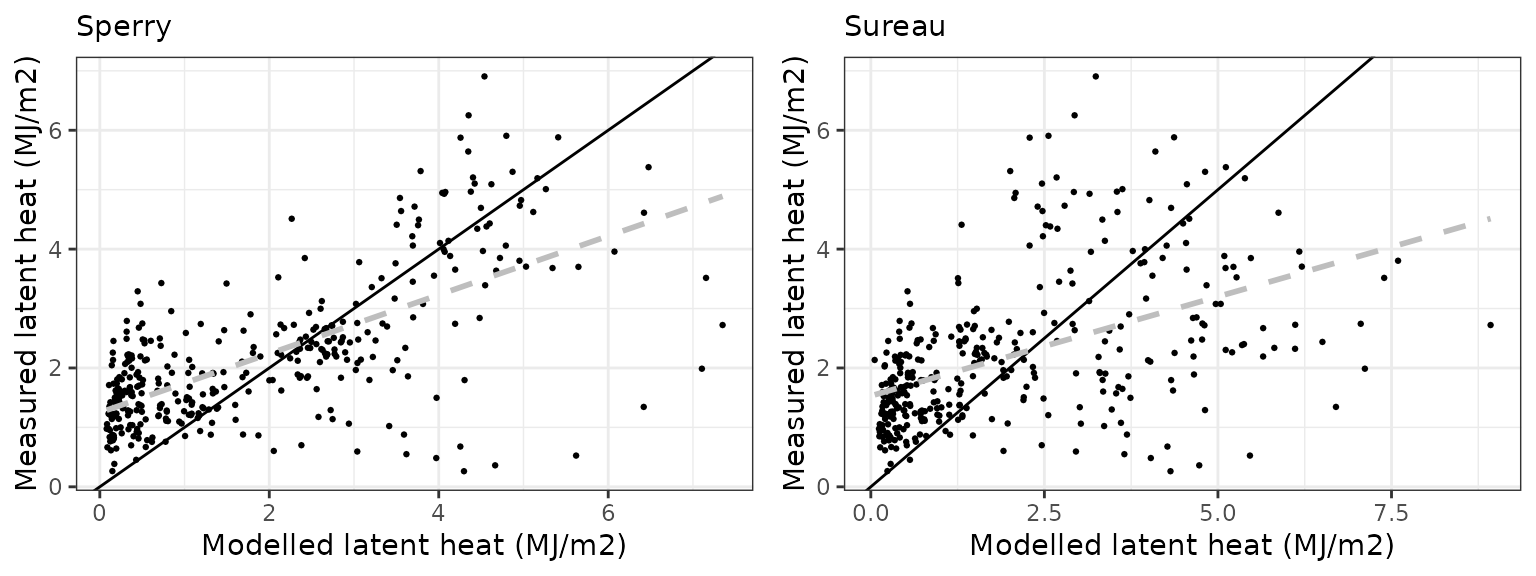 Sperry
Measured latent heat (MJ/m2)
6
4
2
0
0 2 4 6
Modelled latent heat (MJ/m2)
Sureau
Measured latent heat (MJ/m2)
6
4
2
0
0.0 2.5 5.0 7.5
Modelled latent heat (MJ/m2)